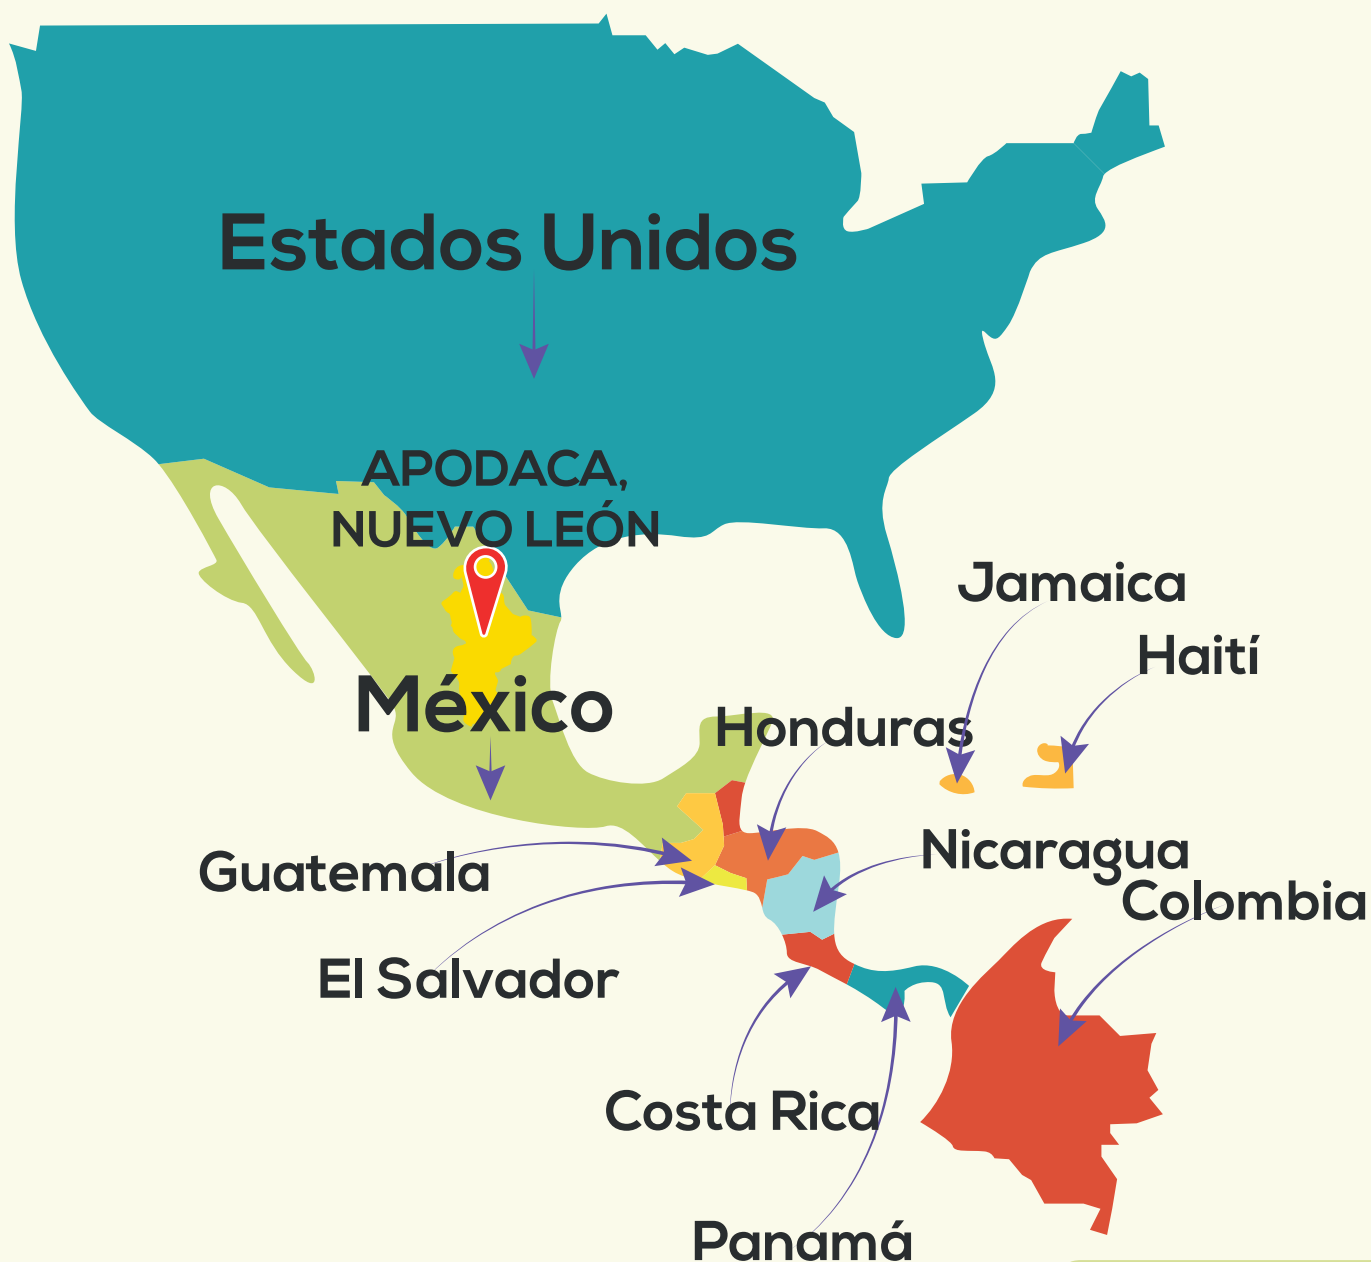 Estados Unidos
APODACA,
NUEVO LEÓN
Jamaica
Haití
México
Honduras
Nicaragua
Guatemala
Colombia
El Salvador
Costa Rica
Panamá